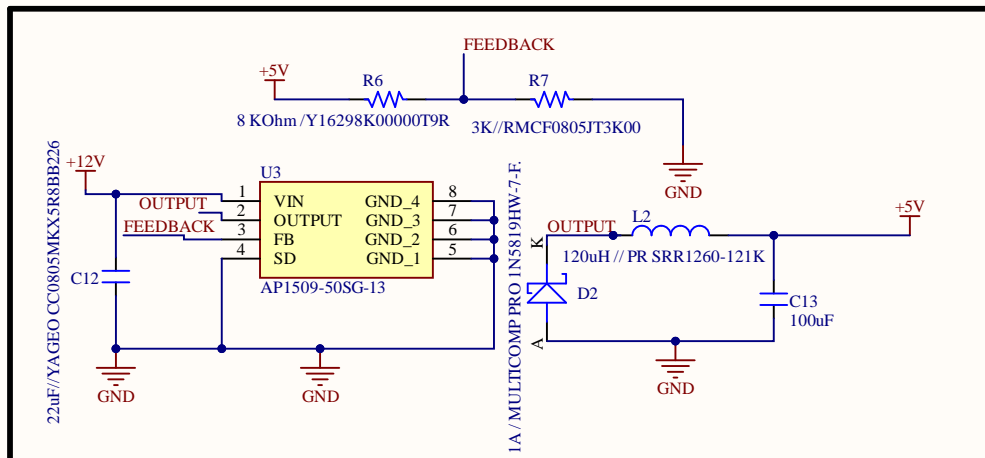 FEEDBACK
+5V
R6
R7
8 KOhm /Y16298K00000T9R
3K//RMCF0805JT3K00
GND
+12V
U3
OUTPUT
FEEDBACK
1
2
3
4
VIN
OUTPUT
FB
SD
GND_4
GND_3
GND_2
GND_1
8
7
6
5
AP1509-50SG-13
C12
22uF//YAGEO CC0805MKX5R8BB226
GND
GND
1A / MULTICOMP PRO 1N5819HW-7-F.
OUTPUT
K
A
D2
L2
120uH // PR SRR1260-121K
+5V
C13
100uF
GND